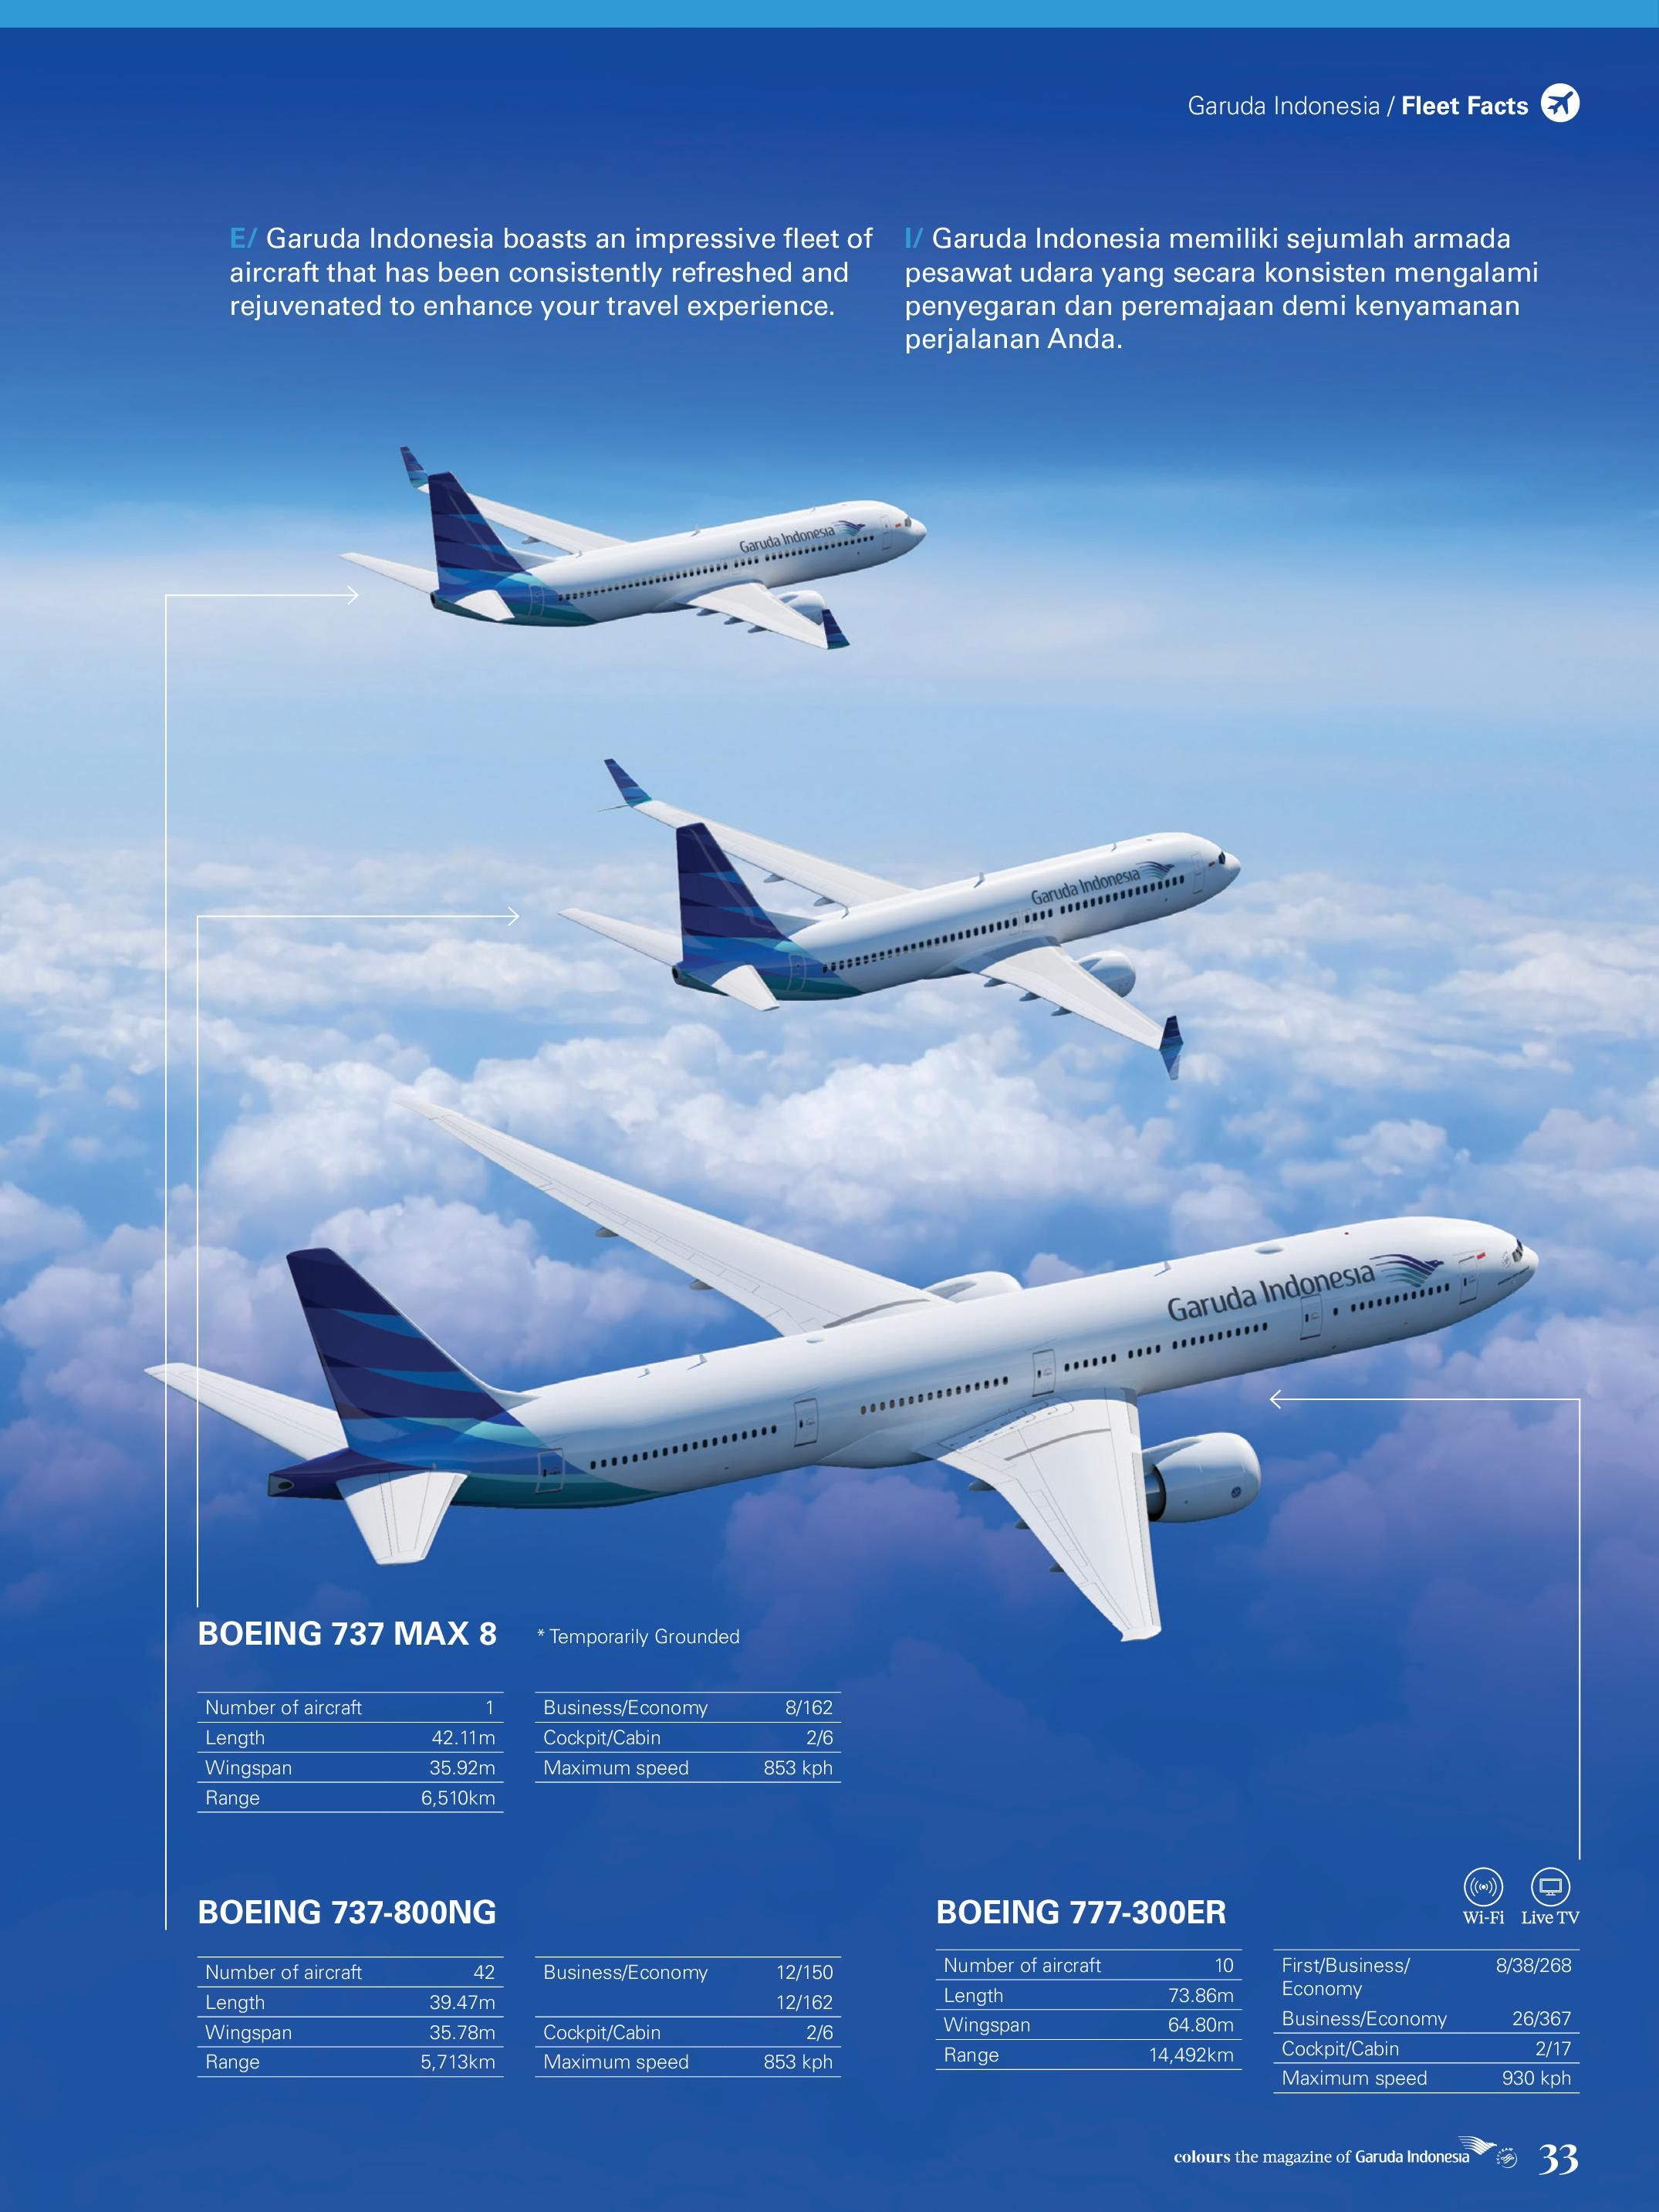 Garuda Indonesia / Fleet Facts
E/ Garuda Indonesia boasts an impressive fleet of
aircraft that has been consistently refreshed and
rejuvenated to enhance your travel experience.
I/ Garuda Indonesia memiliki sejumlah armada
pesawat udara yang secara konsisten mengalami
penyegaran dan peremajaan demi kenyamanan
perjalanan Anda.
Garuda Indonesia
Garuda Indonesia
Garuda Indonesia
BOEING 737 MAX 8 * Temporarily Grounded
Number of aircraft 1
Length 42.11m
Wingspan 35.92m
Range 6,510km
Business/Economy 8/162
Cockpit/Cabin 2/6
Maximum speed 853 kph
BOEING 737-800NG
Number of aircraft 42
Length 39.47m
Wingspan 35.78m
Range 5,713km
Business/Economy 12/150
12/162
Cockpit/Cabin 2/6
Maximum speed 853 kph
BOEING 777-300ER
Wi-Fi Live TV
Number of aircraft 10
Length 73.86m
Wingspan 64.80m
Range 14,492km
First/Business/ 8/38/268
Economy
Business/Economy 26/367
Cockpit/Cabin 2/17
Maximum speed 930 kph
colours the magazine of Garuda Indonesia 33